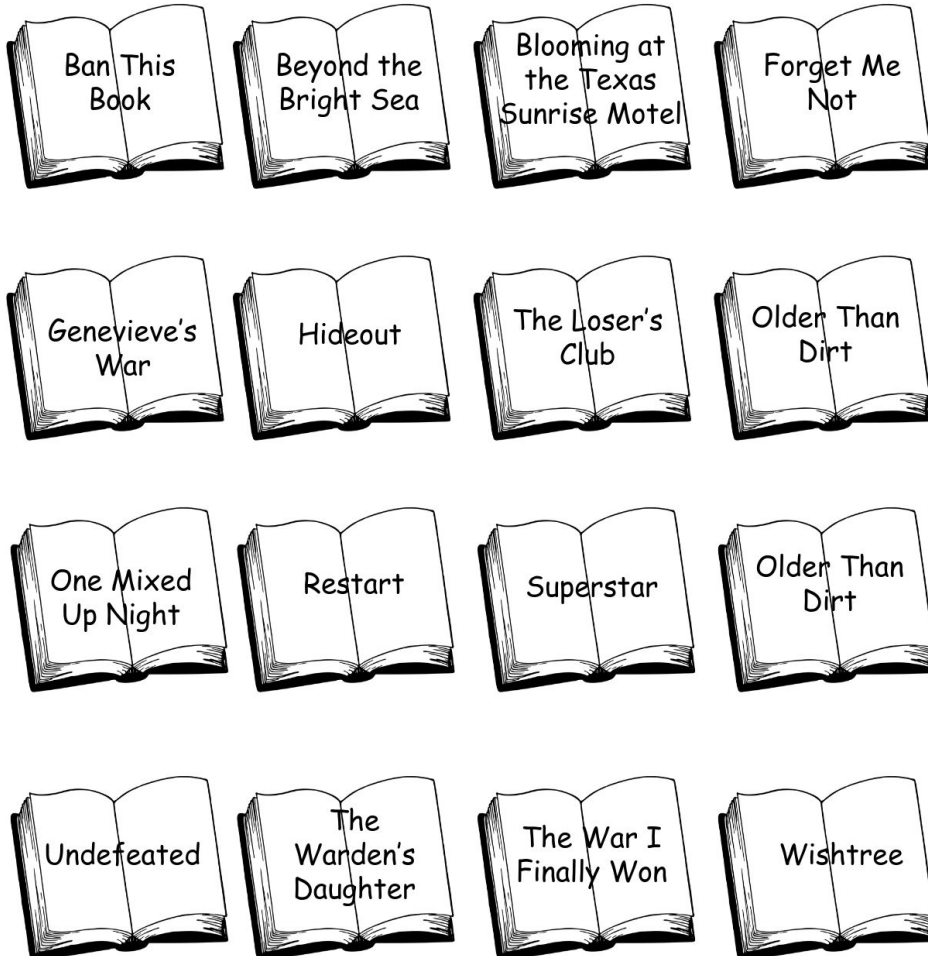 Ban This
Book
Beyond the
Bright Sea
Blooming at
the Texas
Sunrise Motel
Forget Me
Not
Genevieve's
War
Hideout
The Loser's
Club
Older Than
Dirt
One Mixed
Up Night
Restart
Superstar
Older Than
Dirt
Undefeated
The
Warden's
Daughter
The War I
Finally Won
Wishtree